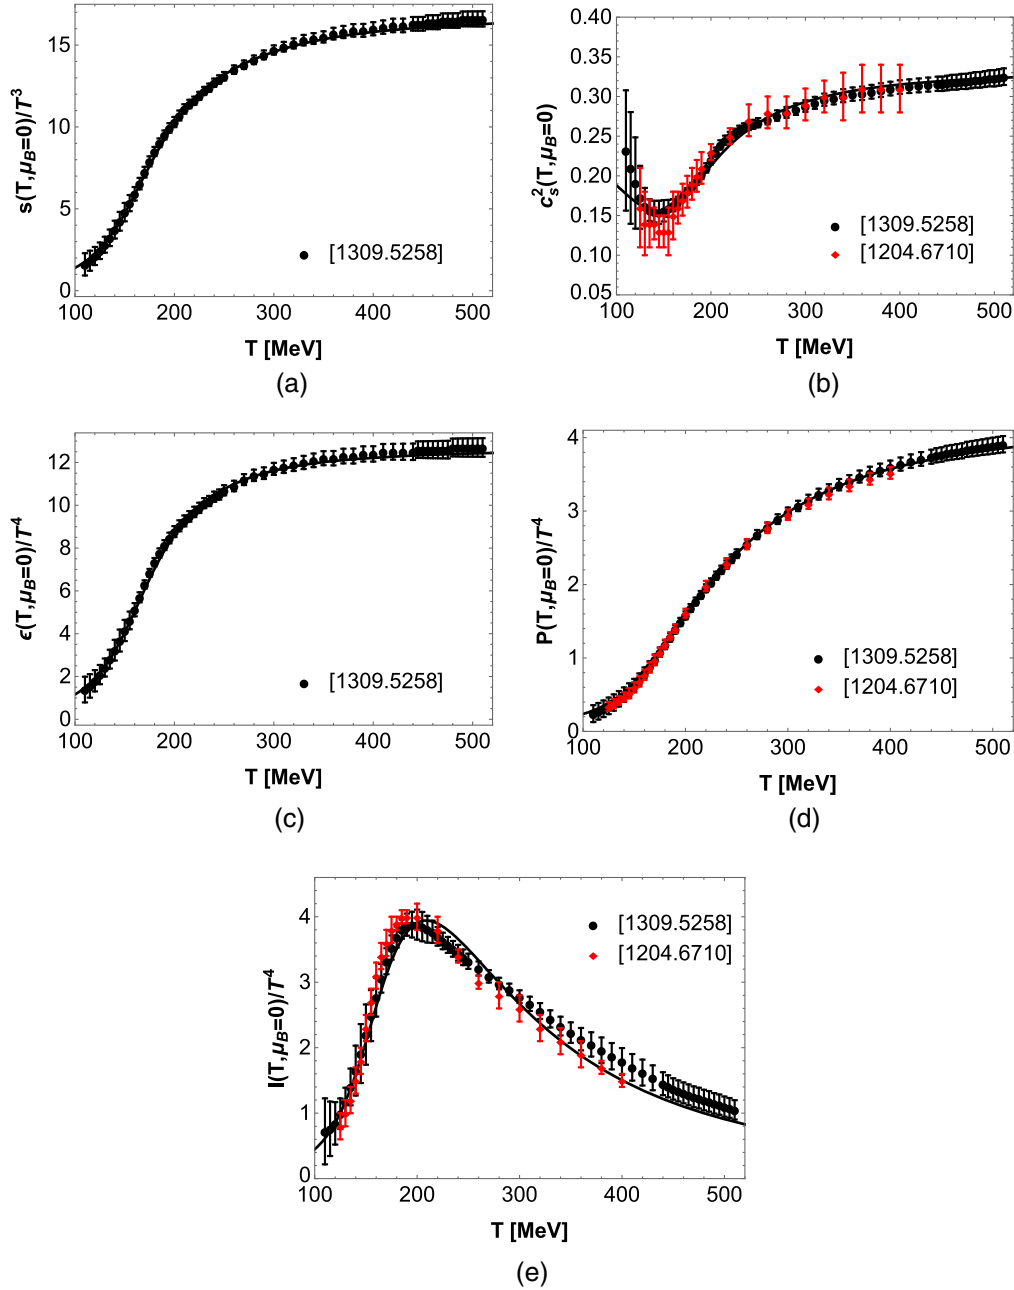 s(T,μB=0)/T³
15
10
5
0
100 200 300 400 500
T [MeV]
[1309.5258]
(a)
c²s(T,μB=0)
0.40
0.35
0.30
0.25
0.20
0.15
0.10
0.05
100 200 300 400 500
T [MeV]
[1309.5258]
[1204.6710]
(b)
ϵ(T,μB=0)/T⁴
12
10
8
6
4
2
0
100 200 300 400 500
T [MeV]
[1309.5258]
(c)
P(T,μB=0)/T⁴
4
3
2
1
0
100 200 300 400 500
T [MeV]
[1309.5258]
[1204.6710]
(d)
I(T,μB=0)/T⁴
4
3
2
1
0
100 200 300 400 500
T [MeV]
[1309.5258]
[1204.6710]
(e)